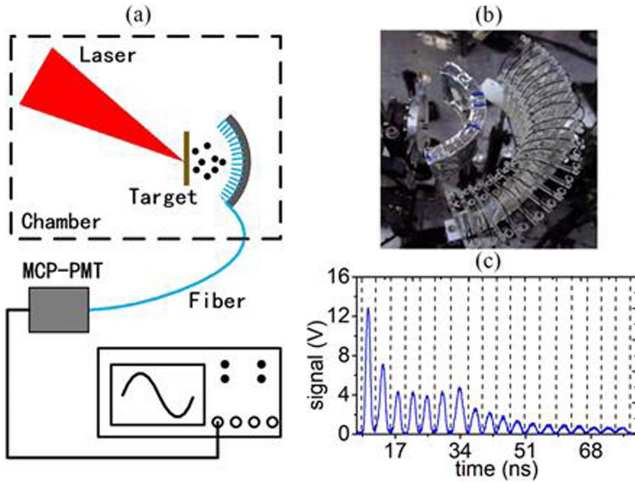 (a)
Laser
Target
Chamber
MCP-PMT
Fiber
(b)
(c)
signal (V)
16
12
8
4
0
17 34 51 68
time (ns)